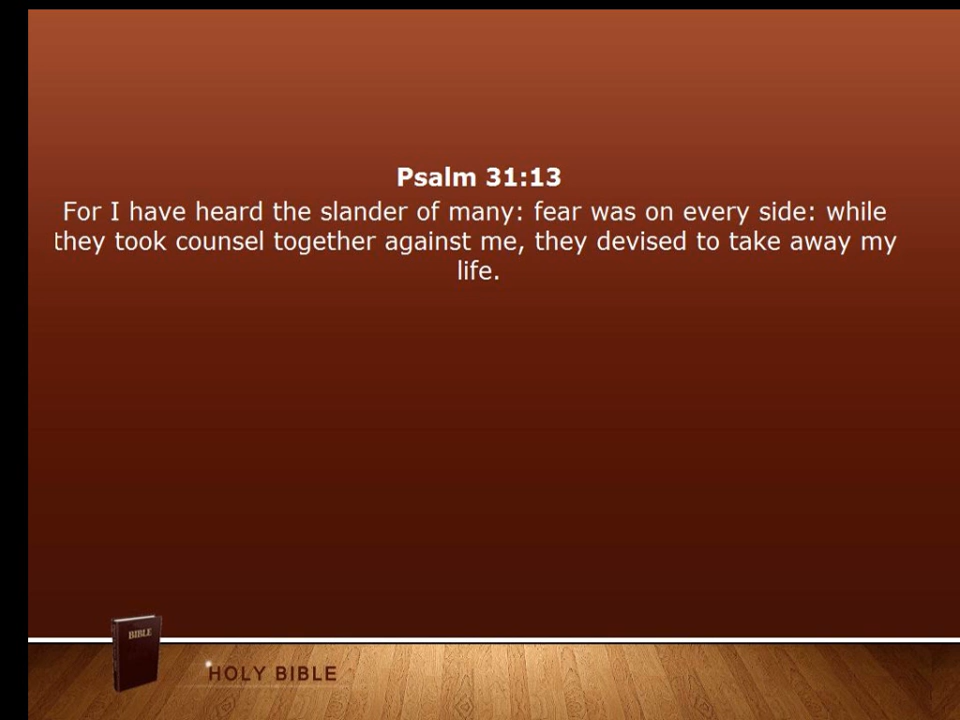 Psalm 31:13
For I have heard the slander of many: fear was on every side: while
they took counsel together against me, they devised to take away my
life.
BIBLE
HOLY BIBLE